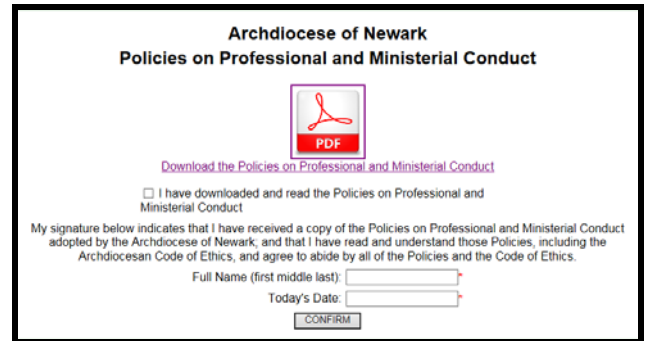 Archdiocese of Newark
Policies on Professional and Ministerial Conduct
PDF
Download the Policies on Professional and Ministerial Conduct
I have downloaded and read the Policies on Professional and
Ministerial Conduct
My signature below indicates that I have received a copy of the Policies on Professional and Ministerial Conduct
adopted by the Archdiocese of Newark; and that I have read and understand those Policies, including the
Archdiocesan Code of Ethics, and agree to abide by all of the Policies and the Code of Ethics.
Full Name (first middle last): *
Today's Date: *
CONFIRM